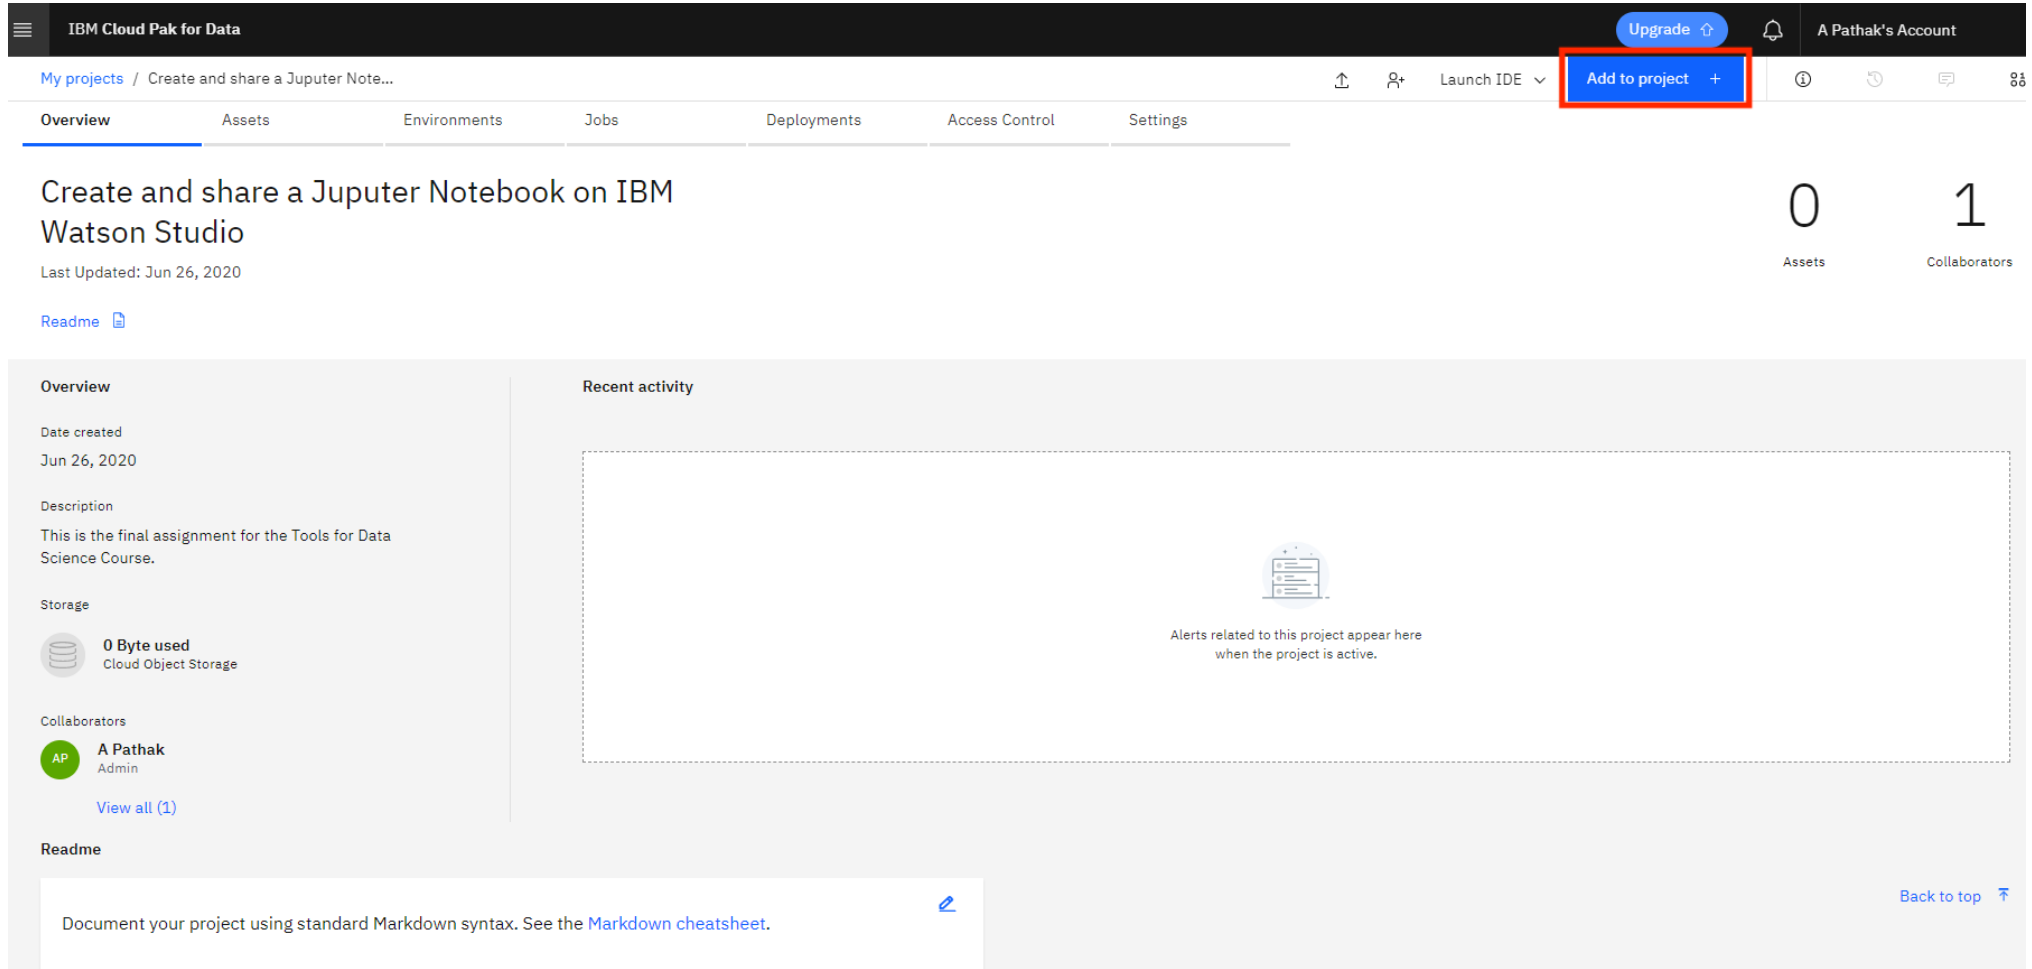 IBM Cloud Pak for Data
Upgrade
A Pathak's Account
My projects / Create and share a Juputer Note...
Launch IDE
Add to project +
Overview
Assets
Environments
Jobs
Deployments
Access Control
Settings
Create and share a Juputer Notebook on IBM
Watson Studio
Last Updated: Jun 26, 2020
Readme
0
Assets
1
Collaborators
Overview
Date created
Jun 26, 2020
Description
This is the final assignment for the Tools for Data
Science Course.
Storage
0 Byte used
Cloud Object Storage
Collaborators
AP
A Pathak
Admin
View all (1)
Recent activity
Alerts related to this project appear here
when the project is active.
Readme
Document your project using standard Markdown syntax. See the Markdown cheatsheet.
Back to top